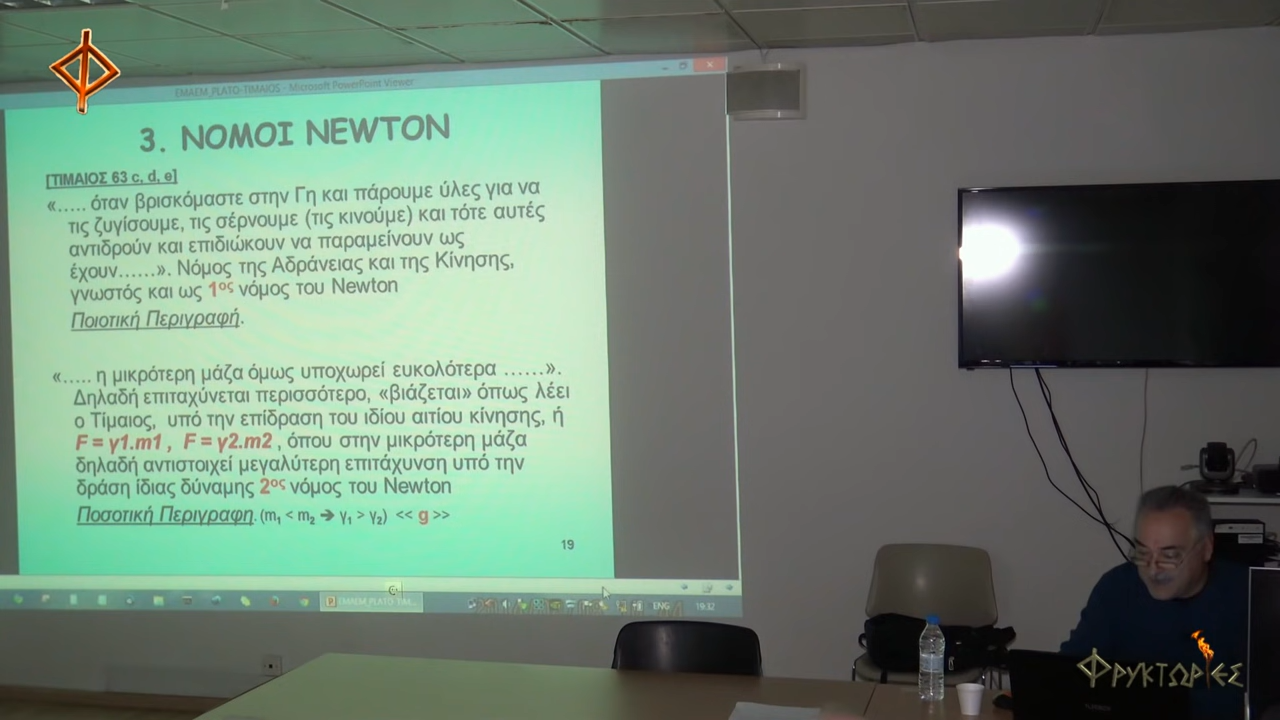 EMAEM_PLATO-TIMAIOS - Microsoft PowerPoint Viewer
3. ΝΟΜΟΙ NEWTON
[ΤΙΜΑΙΟΣ 63 c, d, e]
«..... όταν βρισκόμαστε στην Γη και πάρουμε ύλες για να
τις ζυγίσουμε, τις σέρνουμε (τις κινούμε) και τότε αυτές
αντιδρούν και επιδιώκουν να παραμείνουν ως
έχουν......». Νόμος της Αδράνειας και της Κίνησης,
γνωστός και ως 1ος νόμος του Newton
Ποιοτική Περιγραφή.
«..... η μικρότερη μάζα όμως υποχωρεί ευκολότερα ......».
Δηλαδή επιταχύνεται περισσότερο, «βιάζεται» όπως λέει
ο Τίμαιος, υπό την επίδραση του ιδίου αιτίου κίνησης, ή
F = γ1.m1 , F = γ2.m2 , όπου στην μικρότερη μάζα
δηλαδή αντιστοιχεί μεγαλύτερη επιτάχυνση υπό την
δράση ίδιας δύναμης 2ος νόμος του Newton
Ποσοτική Περιγραφη. (m₁ < m₂ ➔ γ₁ > γ₂) << g >>
19
ENG
19:32
ΦΡΥΚΤΩΡΙΕΣ